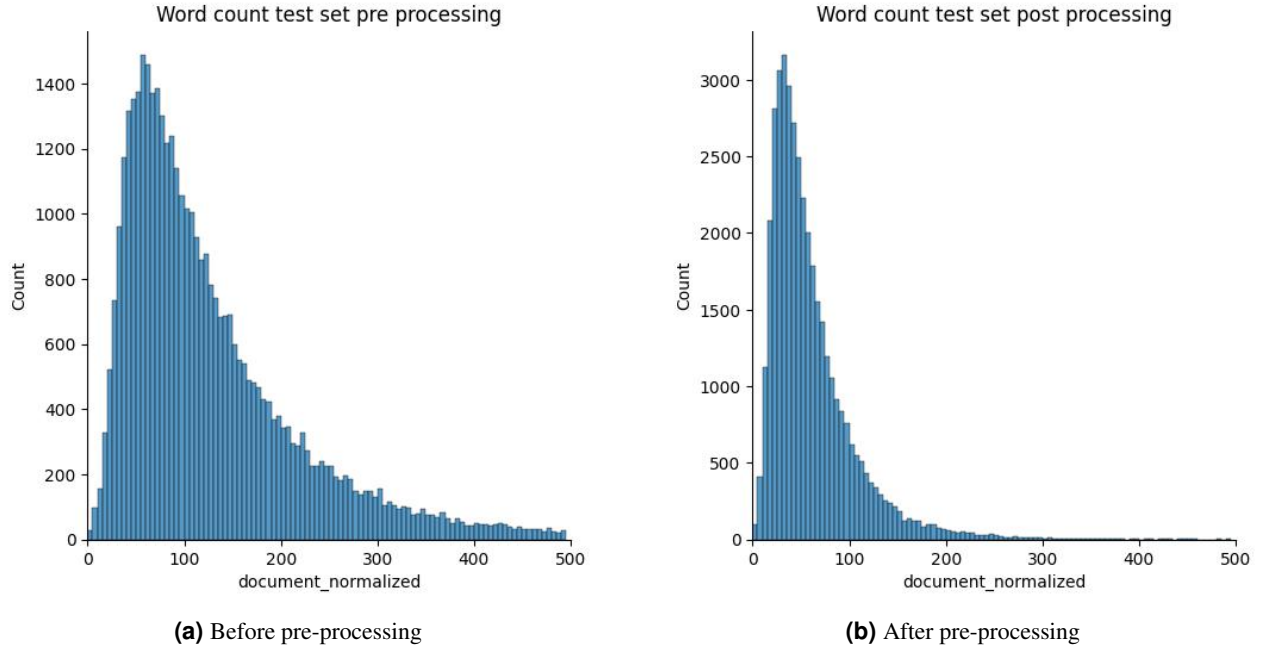 Word count test set pre processing
1400
1200
1000
800
600
400
200
0
Count
0 100 200 300 400 500
document_normalized
(a) Before pre-processing
Word count test set post processing
3000
2500
2000
1500
1000
500
0
Count
0 100 200 300 400 500
document_normalized
(b) After pre-processing